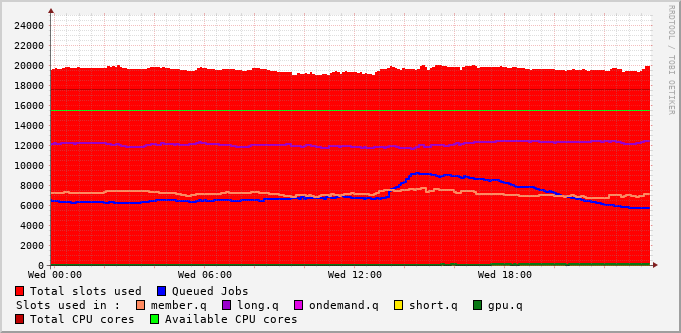 RRDTOOL / TOBI OETIKER
24000
22000
20000
18000
16000
14000
12000
10000
8000
6000
4000
2000
0
Wed 00:00 Wed 06:00 Wed 12:00 Wed 18:00
Total slots used Queued Jobs
Slots used in : member.q long.q ondemand.q short.q gpu.q
Total CPU cores Available CPU cores